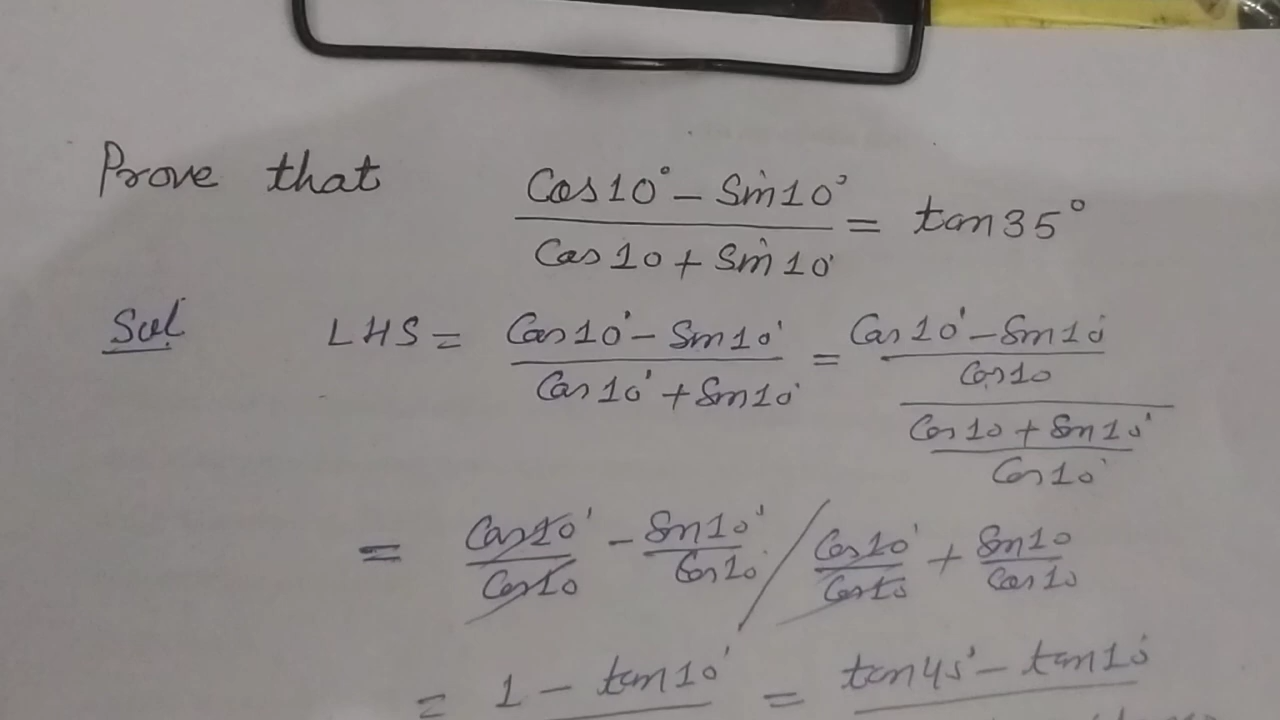 Prove that
Cos10° - Sin10° = tan35°
Cos10 + Sin10°
Sol LHS = Cos10° - Sin10° = Cos10° - Sin10°
Cos10° + Sin10° Cos10
Cos10 + Sin10°
Cos10°
= Cos10° - Sin10° / Cos10° + Sin10
Cos10 Cos10 Cos10 Cos10
= 1 - tan10° = tan45° - tan10°